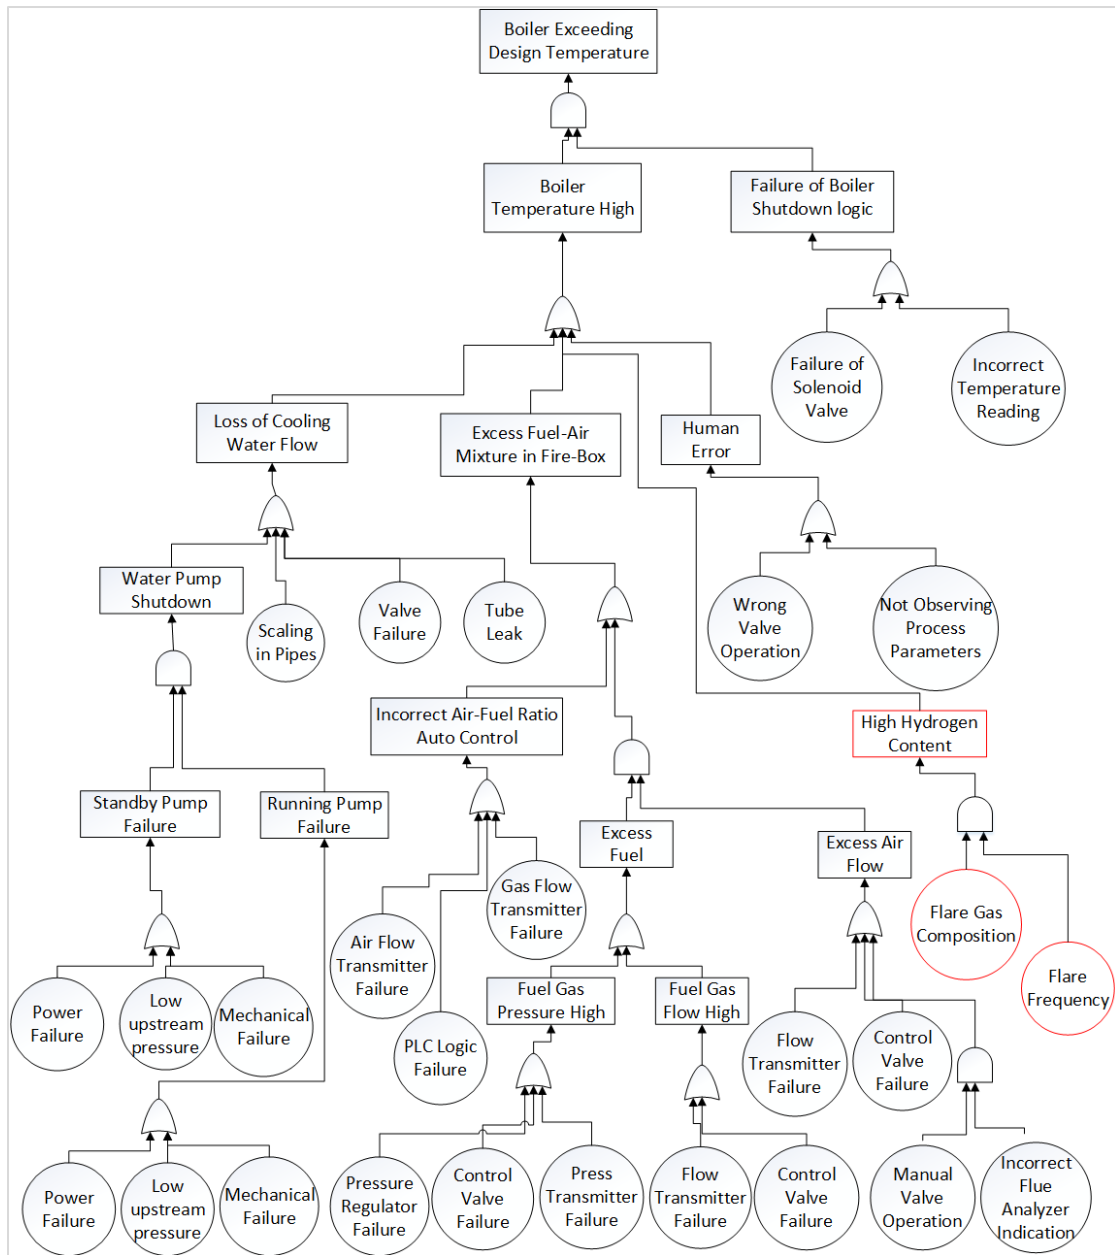 Boiler Exceeding
Design Temperature
Boiler
Temperature High
Failure of Boiler
Shutdown logic
Failure of
Solenoid
Valve
Incorrect
Temperature
Reading
Loss of Cooling
Water Flow
Excess Fuel-Air
Mixture in Fire-Box
Human
Error
Water Pump
Shutdown
Scaling
in Pipes
Valve
Failure
Tube
Leak
Wrong
Valve
Operation
Not Observing
Process
Parameters
Incorrect Air-Fuel Ratio
Auto Control
High Hydrogen
Content
Standby Pump
Failure
Running Pump
Failure
Excess
Fuel
Excess Air
Flow
Gas Flow
Transmitter
Failure
Air Flow
Transmitter
Failure
Flare Gas
Composition
Flare
Frequency
Power
Failure
Low
upstream
pressure
Mechanical
Failure
PLC Logic
Failure
Fuel Gas
Pressure High
Fuel Gas
Flow High
Flow
Transmitter
Failure
Control
Valve
Failure
Power
Failure
Low
upstream
pressure
Mechanical
Failure
Pressure
Regulator
Failure
Control
Valve
Failure
Press
Transmitter
Failure
Flow
Transmitter
Failure
Control
Valve
Failure
Manual
Valve
Operation
Incorrect
Flue
Analyzer
Indication